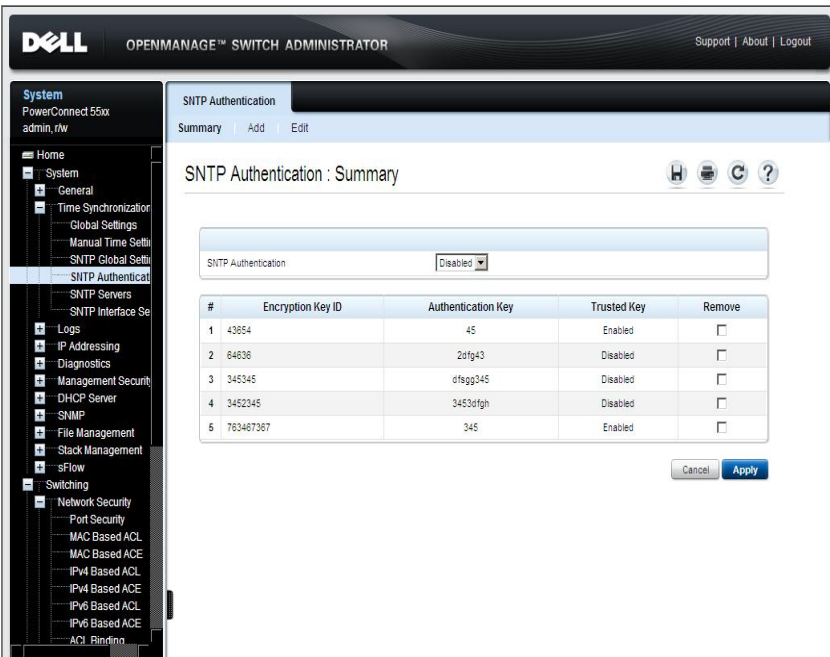 DELL
OPENMANAGE™ SWITCH ADMINISTRATOR
Support | About | Logout
System
PowerConnect 55xx
admin, r/w
Home
System
General
Time Synchronization
Global Settings
Manual Time Settin
SNTP Global Settin
SNTP Authenticat
SNTP Servers
SNTP Interface Se
Logs
IP Addressing
Diagnostics
Management Securit
DHCP Server
SNMP
File Management
Stack Management
sFlow
Switching
Network Security
Port Security
MAC Based ACL
MAC Based ACE
IPv4 Based ACL
IPv4 Based ACE
IPv6 Based ACL
IPv6 Based ACE
ACL Binding
SNTP Authentication
Summary | Add | Edit
SNTP Authentication : Summary
SNTP Authentication Disabled
# Encryption Key ID Authentication Key Trusted Key Remove
1 43654 45 Enabled
2 64636 2dfg43 Disabled
3 345345 dfsgg345 Disabled
4 3452345 3453dfgh Disabled
5 763467367 345 Enabled
Cancel Apply